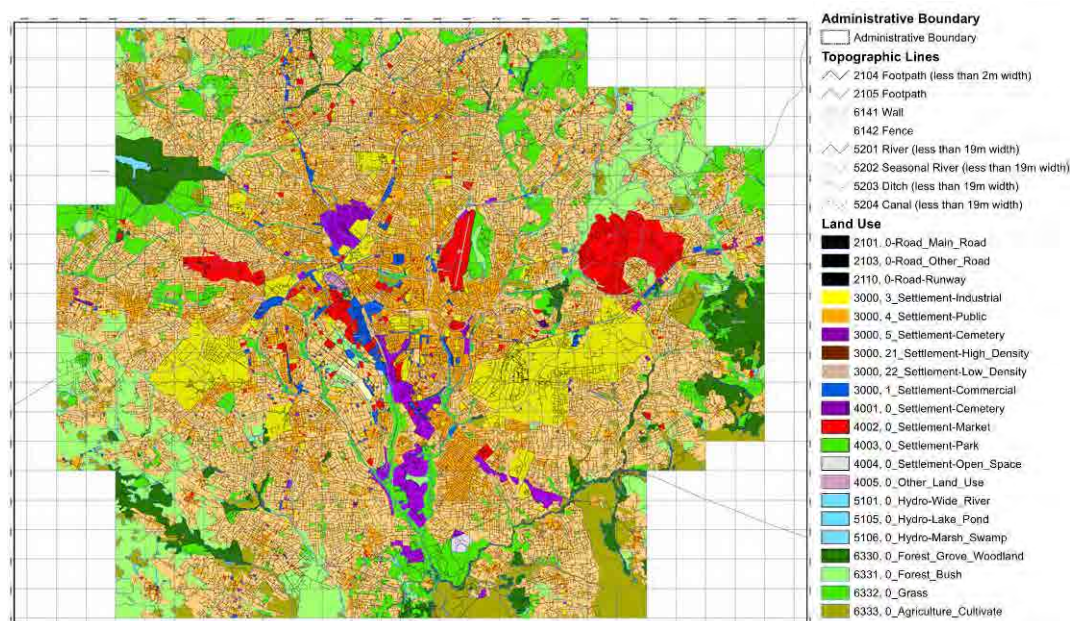 Administrative Boundary
Administrative Boundary
Topographic Lines
2104 Footpath (less than 2m width)
2105 Footpath
6141 Wall
6142 Fence
5201 River (less than 19m width)
5202 Seasonal River (less than 19m width)
5203 Ditch (less than 19m width)
5204 Canal (less than 19m width)
Land Use
2101, 0-Road_Main_Road
2103, 0-Road_Other_Road
2110, 0-Road-Runway
3000, 3_Settlement-Industrial
3000, 4_Settlement-Public
3000, 5_Settlement-Cemetery
3000, 21_Settlement-High_Density
3000, 22_Settlement-Low_Density
3000, 1_Settlement-Commercial
4001, 0_Settlement-Cemetery
4002, 0_Settlement-Market
4003, 0_Settlement-Park
4004, 0_Settlement-Open_Space
4005, 0_Other_Land_Use
5101, 0_Hydro-Wide_River
5105, 0_Hydro-Lake_Pond
5106, 0_Hydro-Marsh_Swamp
6330, 0_Forest_Grove_Woodland
6331, 0_Forest_Bush
6332, 0_Grass
6333, 0_Agriculture_Cultivate